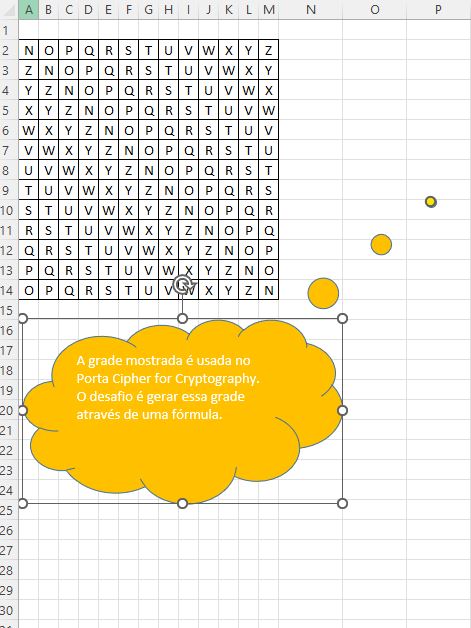 A B C D E F G H I J K L M N O P
1
2 N O P Q R S T U V W X Y Z
3 Z N O P Q R S T U V W X Y
4 Y Z N O P Q R S T U V W X
5 X Y Z N O P Q R S T U V W
6 W X Y Z N O P Q R S T U V
7 V W X Y Z N O P Q R S T U
8 U V W X Y Z N O P Q R S T
9 T U V W X Y Z N O P Q R S
10 S T U V W X Y Z N O P Q R
11 R S T U V W X Y Z N O P Q
12 Q R S T U V W X Y Z N O P
13 P Q R S T U V W X Y Z N O
14 O P Q R S T U V W X Y Z N
15
16
17
18
19
20
21
22
23
24
25
26
27
28
29
30
A grade mostrada é usada no
Porta Cipher for Cryptography.
O desafio é gerar essa grade
através de uma fórmula.